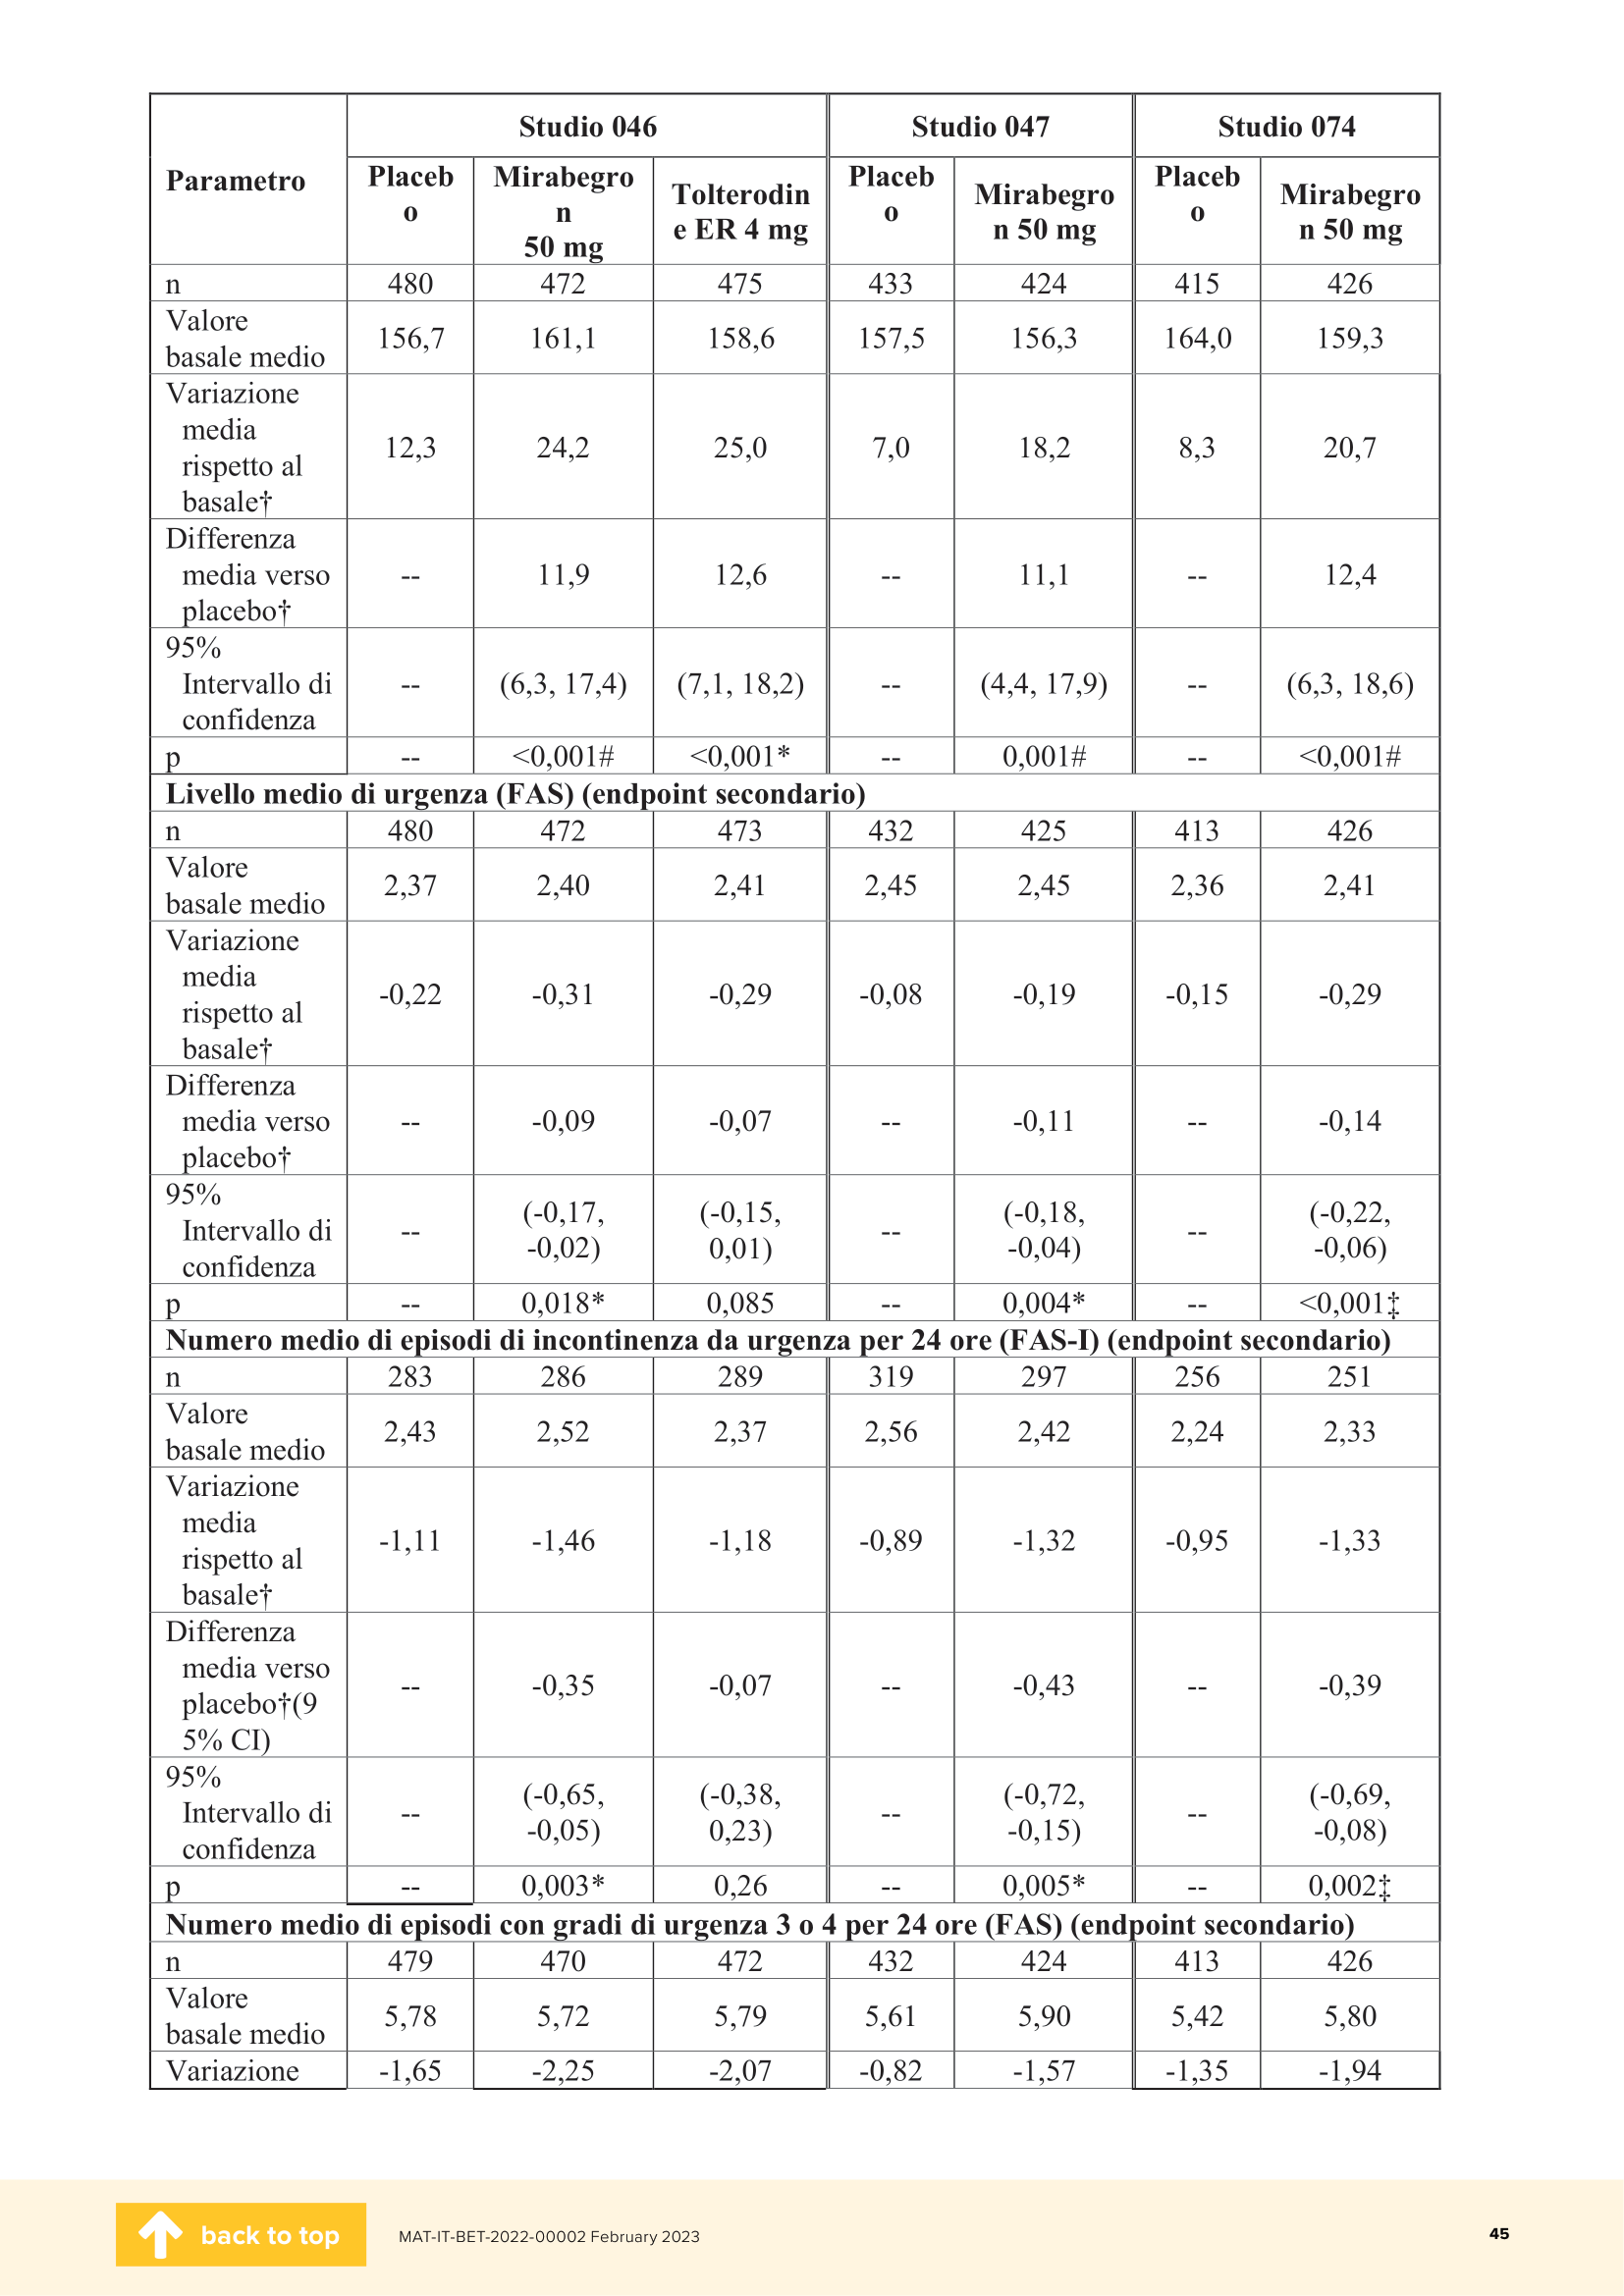 Parametro Studio 046 Studio 047 Studio 074
Placeb
o Mirabegro
n
50 mg Tolterodin
e ER 4 mg Placeb
o Mirabegro
n 50 mg Placeb
o Mirabegro
n 50 mg
n 480 472 475 433 424 415 426
Valore
basale medio 156,7 161,1 158,6 157,5 156,3 164,0 159,3
Variazione
media
rispetto al
basale† 12,3 24,2 25,0 7,0 18,2 8,3 20,7
Differenza
media verso
placebo† -- 11,9 12,6 -- 11,1 -- 12,4
95%
Intervallo di
confidenza -- (6,3, 17,4) (7,1, 18,2) -- (4,4, 17,9) -- (6,3, 18,6)
p -- <0,001# <0,001* -- 0,001# -- <0,001#
Livello medio di urgenza (FAS) (endpoint secondario)
n 480 472 473 432 425 413 426
Valore
basale medio 2,37 2,40 2,41 2,45 2,45 2,36 2,41
Variazione
media
rispetto al
basale† -0,22 -0,31 -0,29 -0,08 -0,19 -0,15 -0,29
Differenza
media verso
placebo† -- -0,09 -0,07 -- -0,11 -- -0,14
95%
Intervallo di
confidenza -- (-0,17,
-0,02) (-0,15,
0,01) -- (-0,18,
-0,04) -- (-0,22,
-0,06)
p -- 0,018* 0,085 -- 0,004* -- <0,001‡
Numero medio di episodi di incontinenza da urgenza per 24 ore (FAS-I) (endpoint secondario)
n 283 286 289 319 297 256 251
Valore
basale medio 2,43 2,52 2,37 2,56 2,42 2,24 2,33
Variazione
media
rispetto al
basale† -1,11 -1,46 -1,18 -0,89 -1,32 -0,95 -1,33
Differenza
media verso
placebo†(9
5% CI) -- -0,35 -0,07 -- -0,43 -- -0,39
95%
Intervallo di
confidenza -- (-0,65,
-0,05) (-0,38,
0,23) -- (-0,72,
-0,15) -- (-0,69,
-0,08)
p -- 0,003* 0,26 -- 0,005* -- 0,002‡
Numero medio di episodi con gradi di urgenza 3 o 4 per 24 ore (FAS) (endpoint secondario)
n 479 470 472 432 424 413 426
Valore
basale medio 5,78 5,72 5,79 5,61 5,90 5,42 5,80
Variazione -1,65 -2,25 -2,07 -0,82 -1,57 -1,35 -1,94
back to top
MAT-IT-BET-2022-00002 February 2023
45